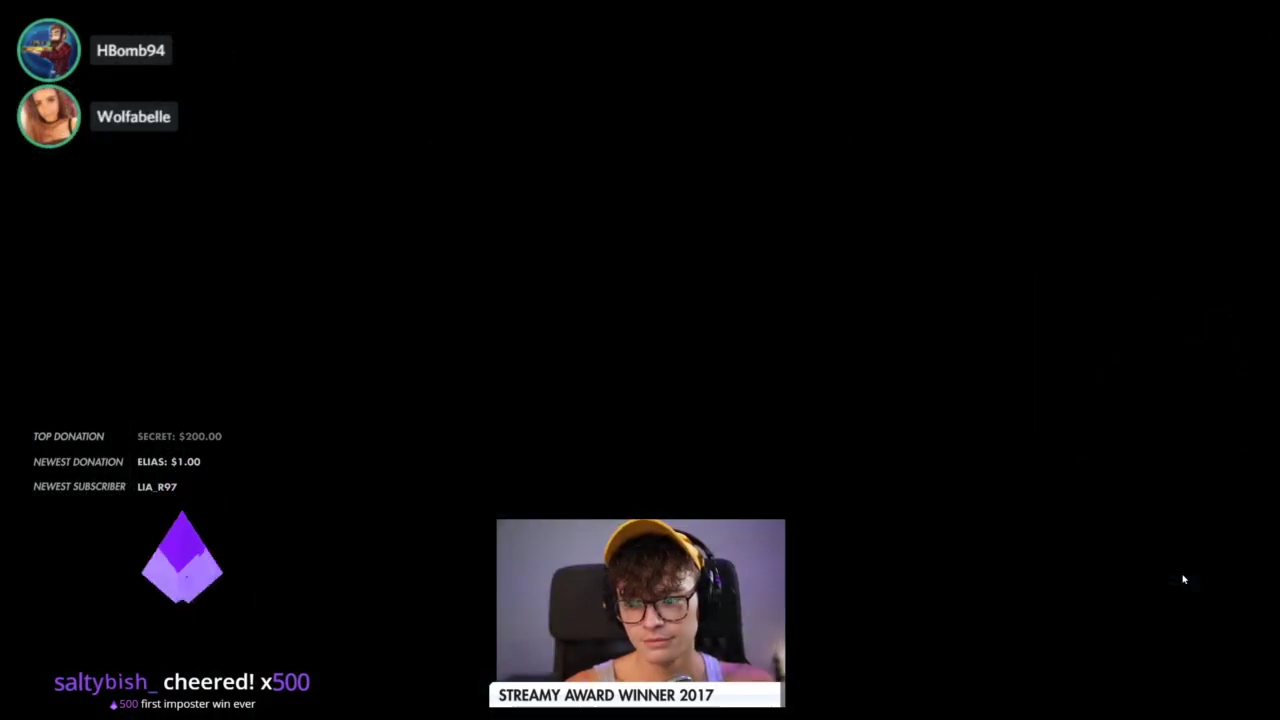 HBomb94
Wolfabelle
TOP DONATION SECRET: $200.00
NEWEST DONATION ELIAS: $1.00
NEWEST SUBSCRIBER LIA_R97
saltybish_ cheered! x500
500 first imposter win ever
STREAMY AWARD WINNER 2017